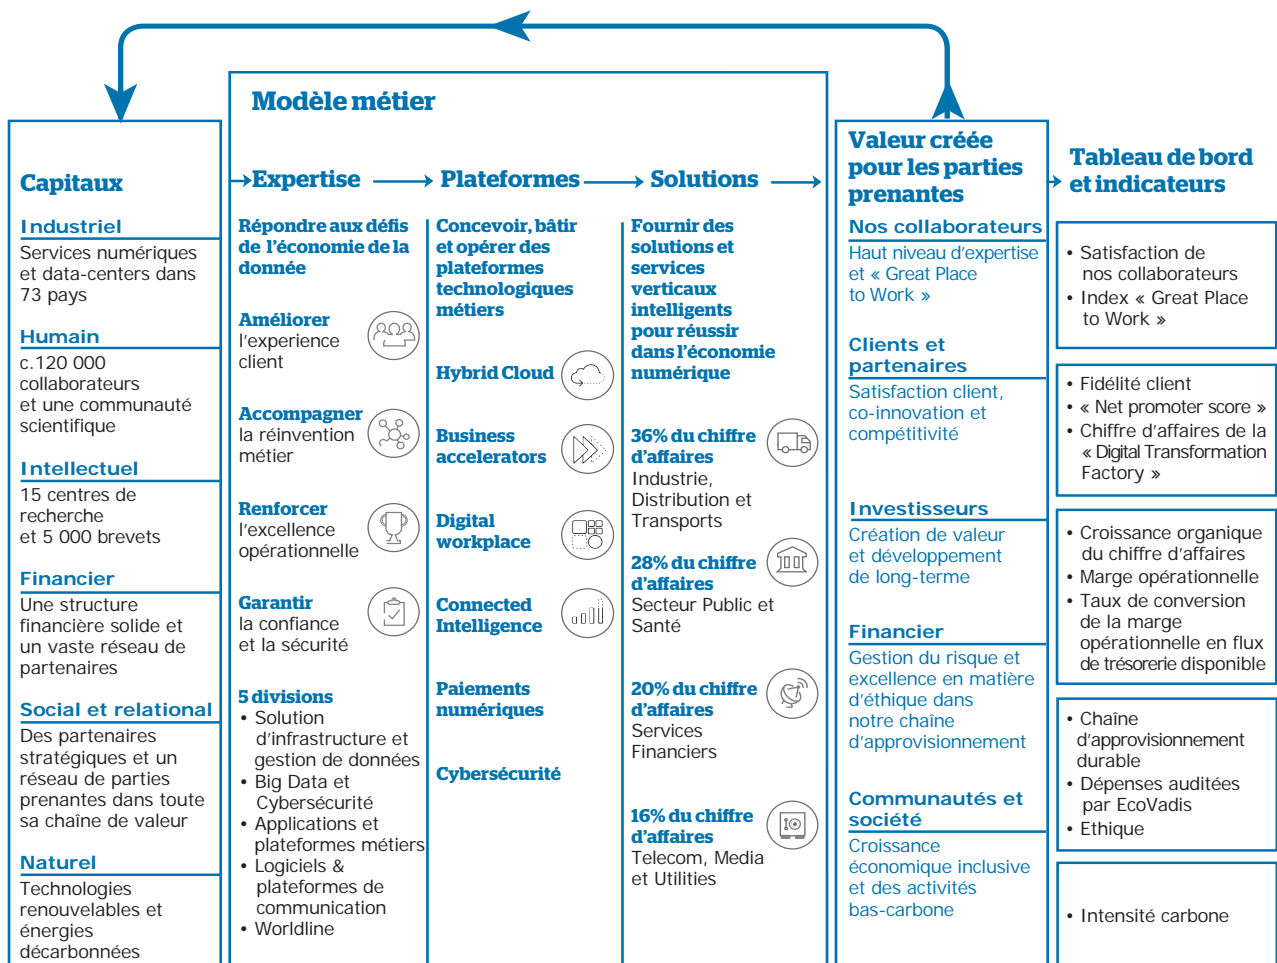 Modèle métier
Capitaux
Industriel
Services numériques
et data-centers dans
73 pays
Humain
c.120 000
collaborateurs
et une communauté
scientifique
Intellectuel
15 centres de
recherche
et 5 000 brevets
Financier
Une structure
financière solide et
un vaste réseau de
partenaires
Social et relational
Des partenaires
stratégiques et un
réseau de parties
prenantes dans toute
sa chaîne de valeur
Naturel
Technologies
renouvelables et
énergies
décarbonnées
Expertise
Répondre aux défis
de l'économie de la
donnée
Améliorer
l'experience
client
Accompagner
la réinvention
métier
Renforcer
l'excellence
opérationnelle
Garantir
la confiance
et la sécurité
5 divisions
• Solution
d'infrastructure et
gestion de données
• Big Data et
Cybersécurité
• Applications et
plateformes métiers
• Logiciels &
plateformes de
communication
• Worldline
Plateformes
Concevoir, bâtir
et opérer des
plateformes
technologiques
métiers
Hybrid Cloud
Business
accelerators
Digital
workplace
Connected
Intelligence
Paiements
numériques
Cybersécurité
Solutions
Fournir des
solutions et
services
verticaux
intelligents
pour réussir
dans l'économie
numérique
36% du chiffre
d'affaires
Industrie,
Distribution et
Transports
28% du chiffre
d'affaires
Secteur Public et
Santé
20% du chiffre
d'affaires
Services
Financiers
16% du chiffre
d'affaires
Telecom, Media
et Utilities
Valeur créée
pour les parties
prenantes
Nos collaborateurs
Haut niveau d'expertise
et « Great Place
to Work »
Clients et
partenaires
Satisfaction client,
co-innovation et
compétitivité
Investisseurs
Création de valeur
et développement
de long-terme
Financier
Gestion du risque et
excellence en matière
d'éthique dans
notre chaîne
d'approvisionnement
Communautés et
société
Croissance
économique inclusive
et des activités
bas-carbone
Tableau de bord
et indicateurs
• Satisfaction de
nos collaborateurs
• Index « Great Place
to Work »
• Fidélité client
• « Net promoter score »
• Chiffre d'affaires de la
« Digital Transformation
Factory »
• Croissance organique
du chiffre d'affaires
• Marge opérationnelle
• Taux de conversion
de la marge
opérationnelle en flux
de trésorerie disponible
• Chaîne
d'approvisionnement
durable
• Dépenses auditées
par EcoVadis
• Ethique
• Intensité carbone